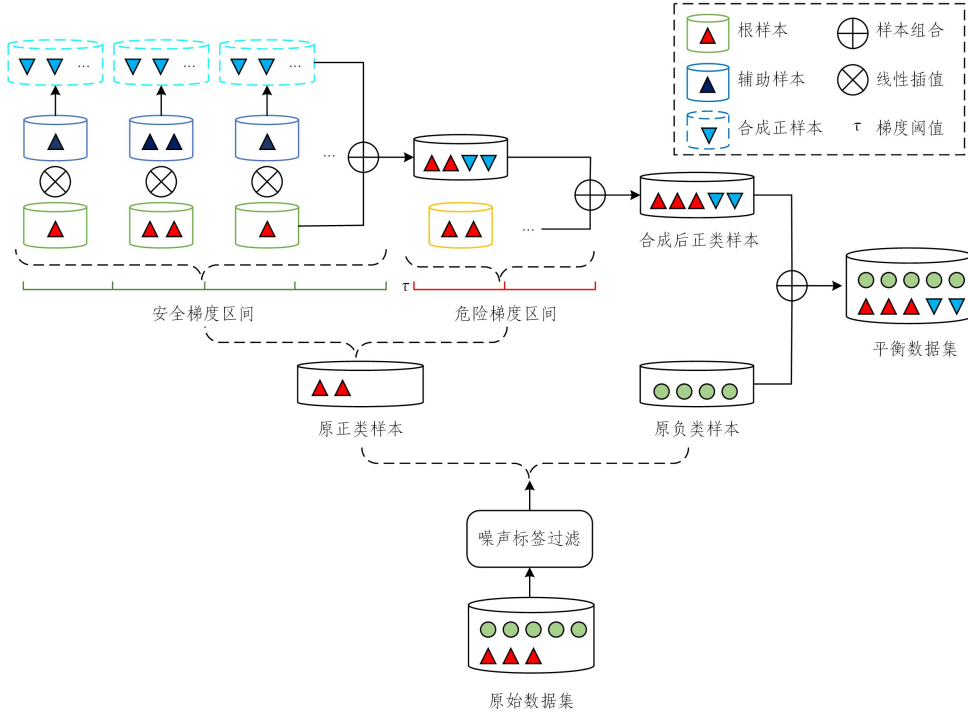 根样本
样本组合
辅助样本
线性插值
合成正样本
τ 梯度阈值
... ... ...
...
...
合成后正类样本
τ
安全梯度区间
危险梯度区间
平衡数据集
原正类样本
原负类样本
噪声标签过滤
原始数据集